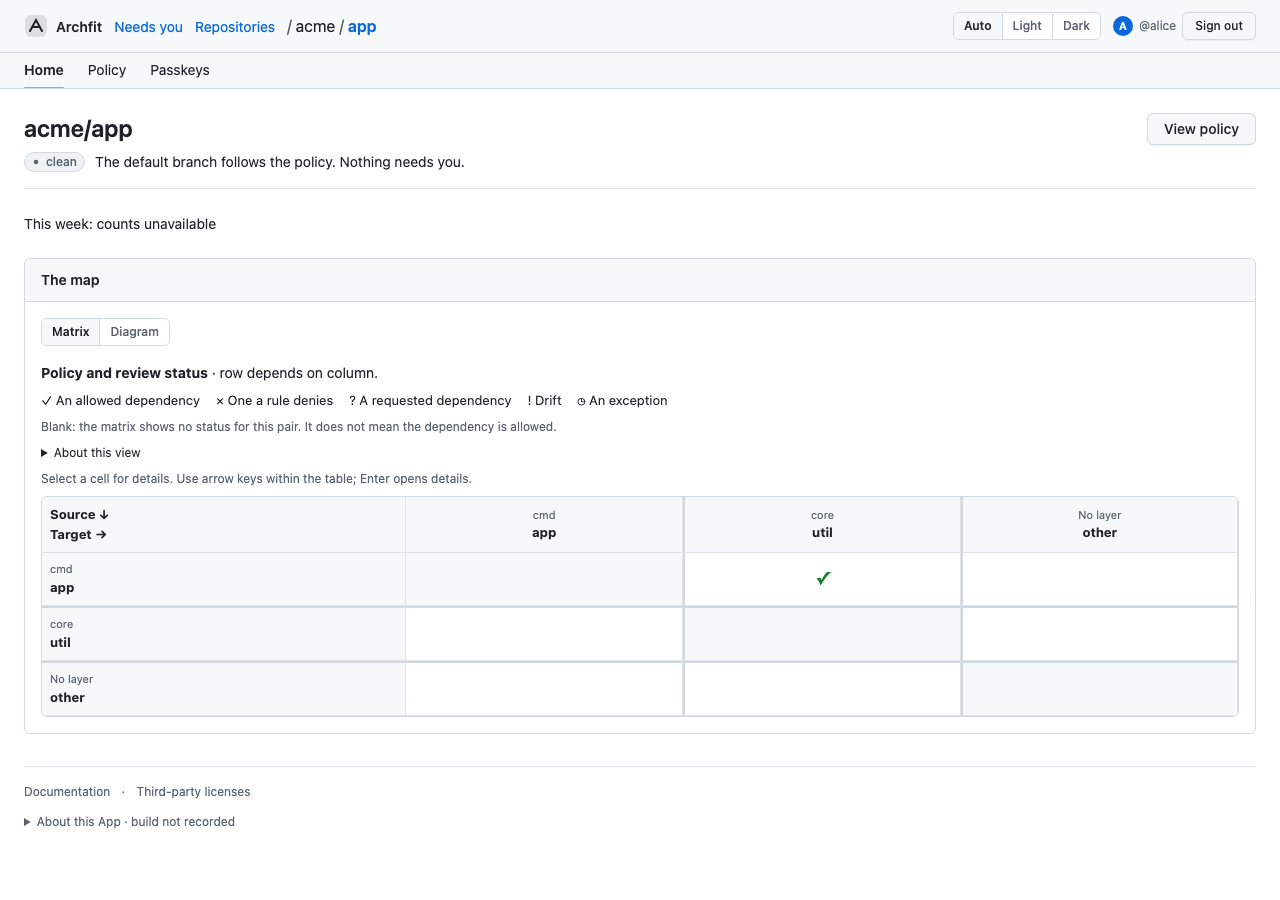 Archfit Needs you Repositories / acme / app Auto Light Dark A @alice Sign out
Home Policy Passkeys
acme/app View policy
• clean The default branch follows the policy. Nothing needs you.
This week: counts unavailable
The map
Matrix Diagram
Policy and review status · row depends on column.
✓ An allowed dependency × One a rule denies ? A requested dependency ! Drift ◷ An exception
Blank: the matrix shows no status for this pair. It does not mean the dependency is allowed.
▶ About this view
Select a cell for details. Use arrow keys within the table; Enter opens details.
Source ↓
Target →
cmd
app
core
util
No layer
other
cmd
app
✓
core
util
No layer
other
Documentation · Third-party licenses
▶ About this App · build not recorded